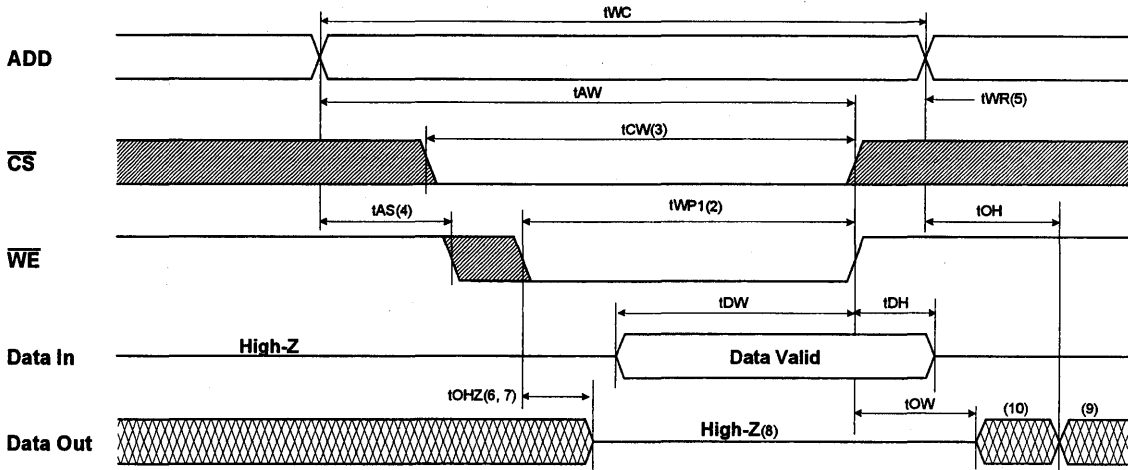 tWC
ADD
tAW
tWR(5)
tCW(3)
CS
tAS(4)
tWP1(2)
tOH
WE
tDW
tDH
High-Z
Data In
Data Valid
tOHZ(6, 7)
tOW
(10)
(9)
High-Z(8)
Data Out